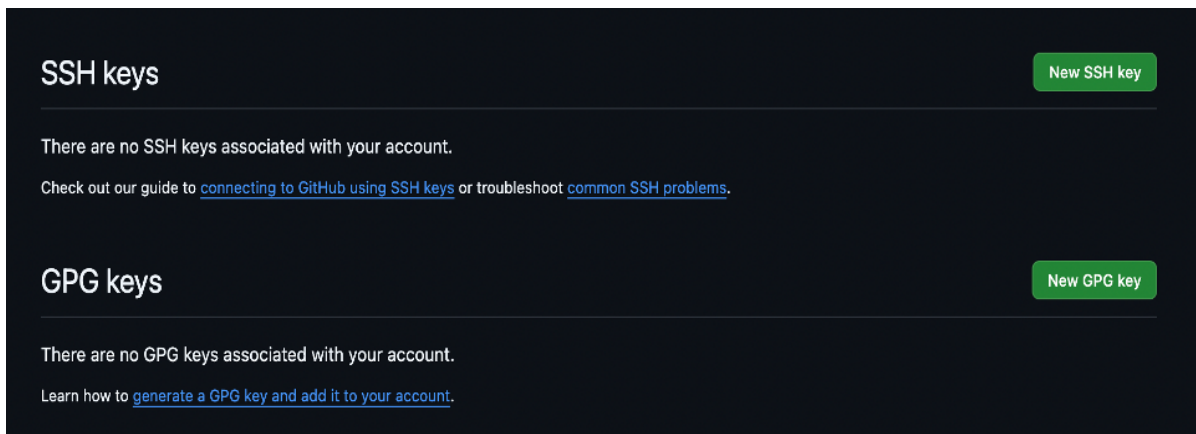 SSH keys
New SSH key
There are no SSH keys associated with your account.
Check out our guide to connecting to GitHub using SSH keys or troubleshoot common SSH problems.
GPG keys
New GPG key
There are no GPG keys associated with your account.
Learn how to generate a GPG key and add it to your account.